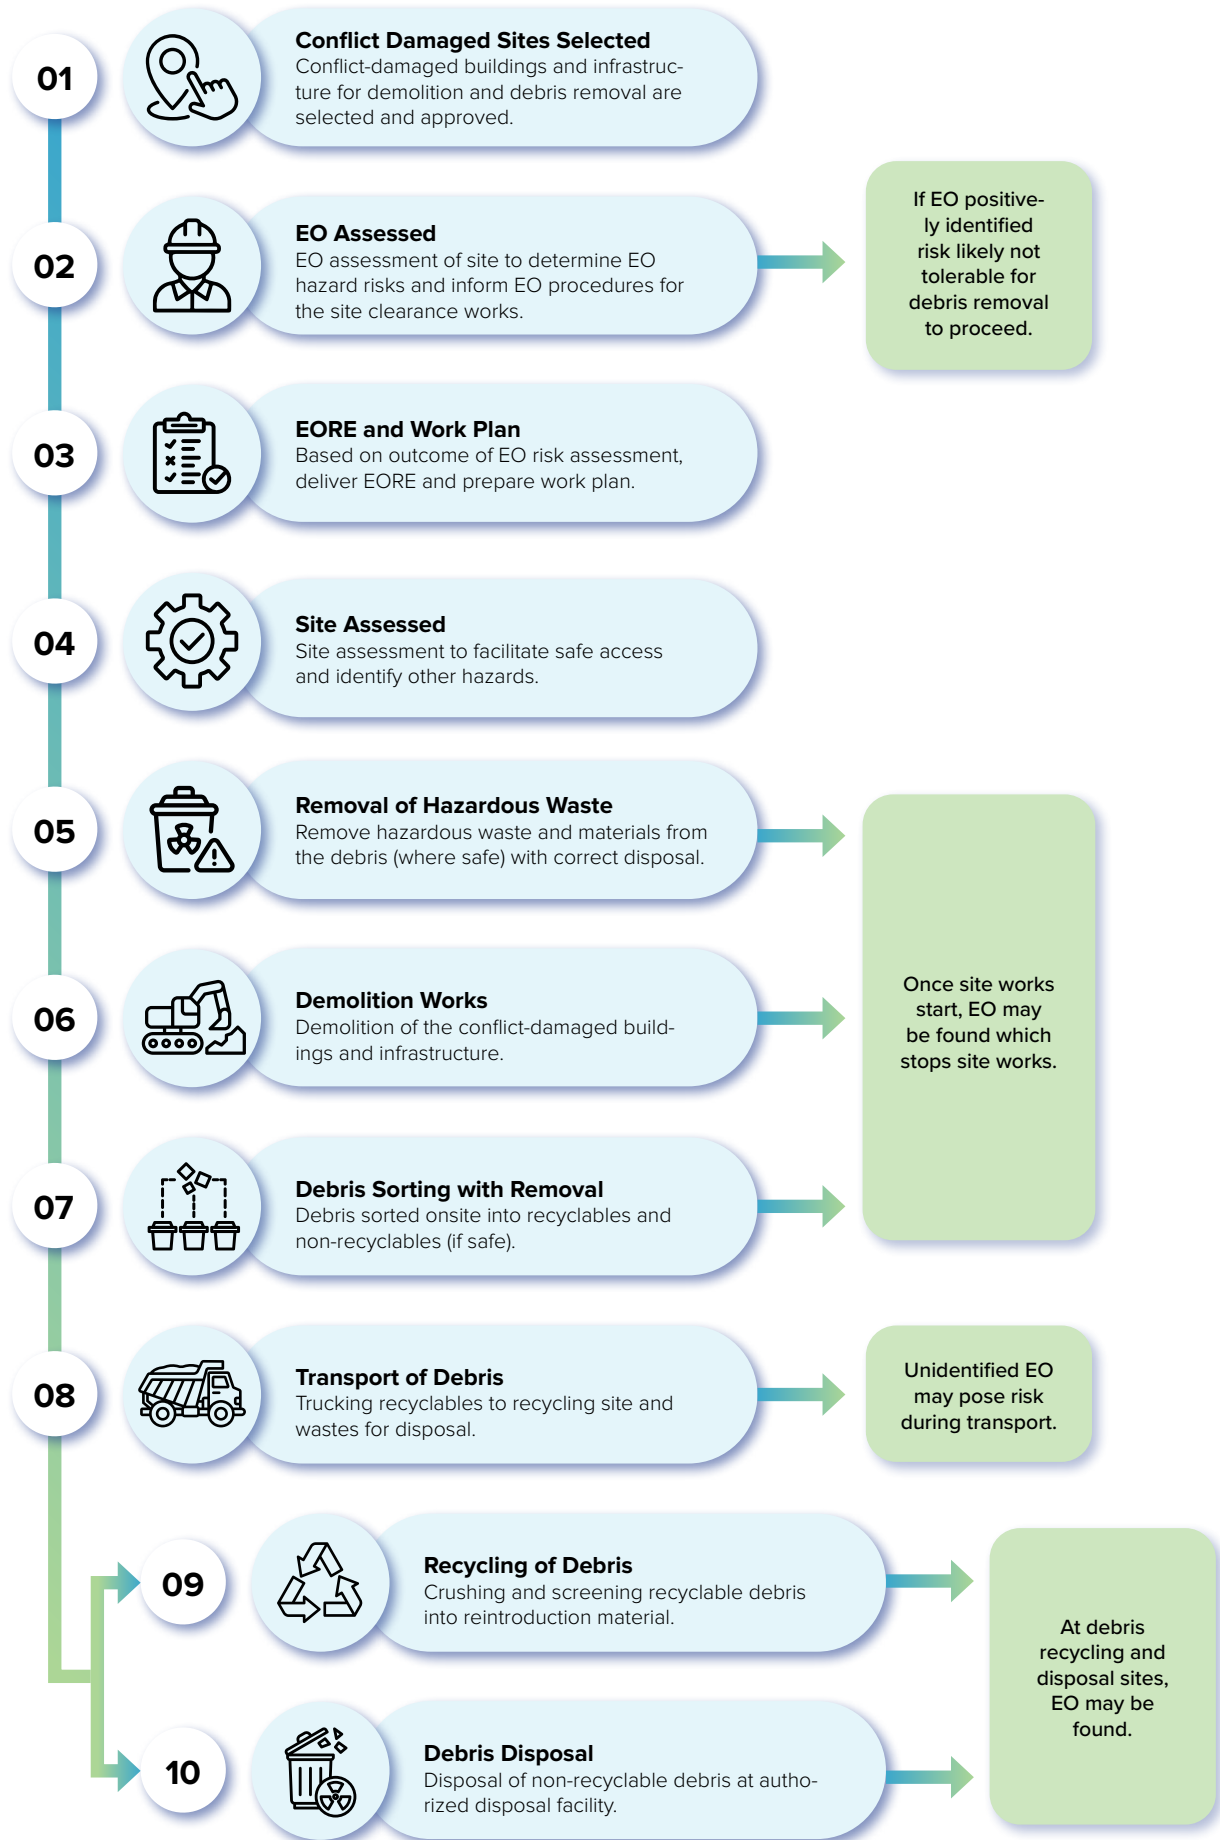 01
Conflict Damaged Sites Selected
Conflict-damaged buildings and infrastruc-
ture for demolition and debris removal are
selected and approved.
02
EO Assessed
EO assessment of site to determine EO
hazard risks and inform EO procedures for
the site clearance works.
If EO positive-
ly identified
risk likely not
tolerable for
debris removal
to proceed.
03
EORE and Work Plan
Based on outcome of EO risk assessment,
deliver EORE and prepare work plan.
04
Site Assessed
Site assessment to facilitate safe access
and identify other hazards.
05
Removal of Hazardous Waste
Remove hazardous waste and materials from
the debris (where safe) with correct disposal.
06
Demolition Works
Demolition of the conflict-damaged build-
ings and infrastructure.
Once site works
start, EO may
be found which
stops site works.
07
Debris Sorting with Removal
Debris sorted onsite into recyclables and
non-recyclables (if safe).
08
Transport of Debris
Trucking recyclables to recycling site and
wastes for disposal.
Unidentified EO
may pose risk
during transport.
09
Recycling of Debris
Crushing and screening recyclable debris
into reintroduction material.
At debris
recycling and
disposal sites,
EO may be
found.
10
Debris Disposal
Disposal of non-recyclable debris at autho-
rized disposal facility.